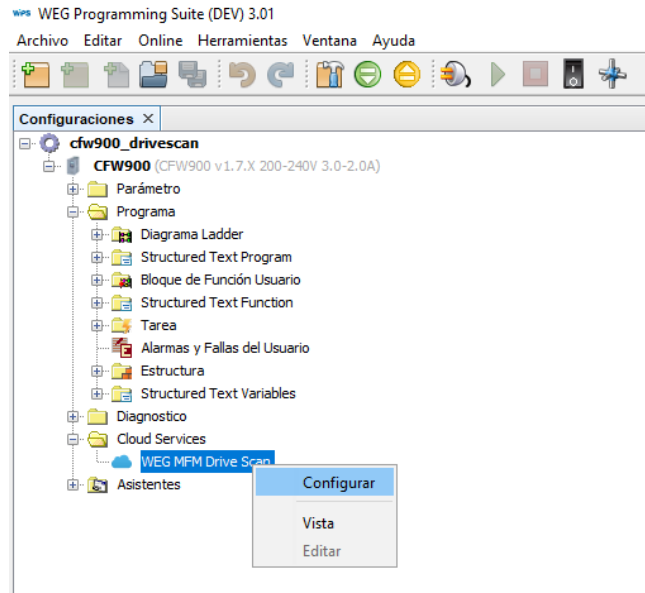 WPS WEG Programming Suite (DEV) 3.01
Archivo Editar Online Herramientas Ventana Ayuda
Configuraciones
cfw900_drivescan
CFW900 (CFW900 v1.7.X 200-240V 3.0-2.0A)
Parámetro
Programa
Diagrama Ladder
Structured Text Program
Bloque de Función Usuario
Structured Text Function
Tarea
Alarmas y Fallas del Usuario
Estructura
Structured Text Variables
Diagnostico
Cloud Services
WEG MFM Drive Scan
Asistentes
Configurar
Vista
Editar